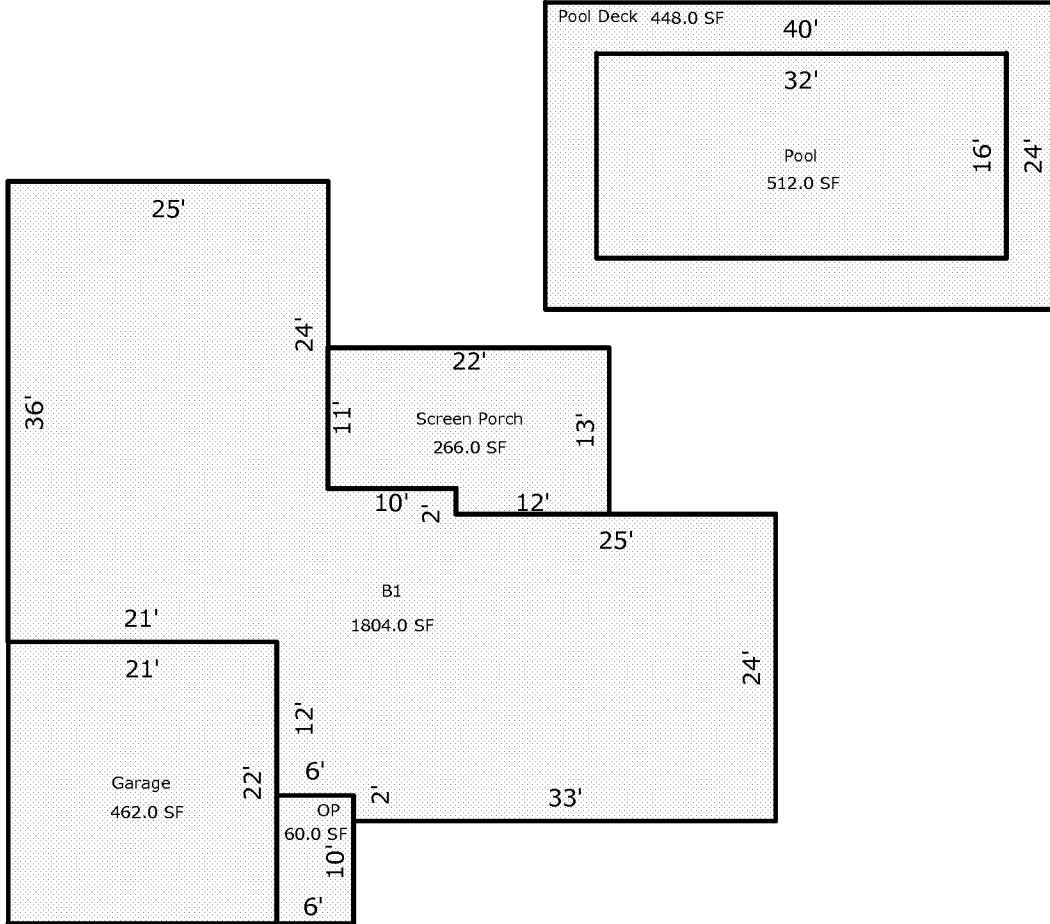 Pool Deck 448.0 SF
40'
32'
Pool
512.0 SF
16'
24'
25'
24'
36'
22'
11'
Screen Porch
266.0 SF
13'
10'
2'
12'
25'
B1
1804.0 SF
21'
21'
24'
12'
Garage
462.0 SF
22'
6'
2'
33'
OP
60.0 SF
10'
6'